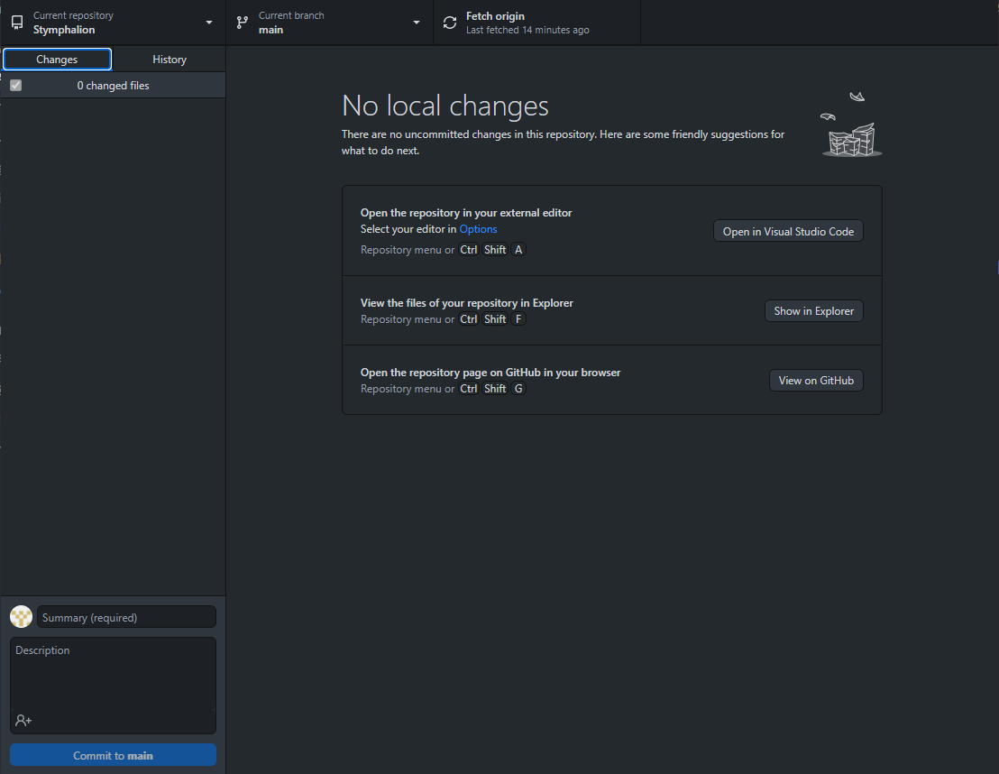 Current repository
Stymphalion
Current branch
main
Fetch origin
Last fetched 14 minutes ago
Changes
History
0 changed files
No local changes
There are no uncommitted changes in this repository. Here are some friendly suggestions for
what to do next.
Open the repository in your external editor
Select your editor in Options
Repository menu or Ctrl Shift A
Open in Visual Studio Code
View the files of your repository in Explorer
Repository menu or Ctrl Shift F
Show in Explorer
Open the repository page on GitHub in your browser
Repository menu or Ctrl Shift G
View on GitHub
Summary (required)
Description
Commit to main